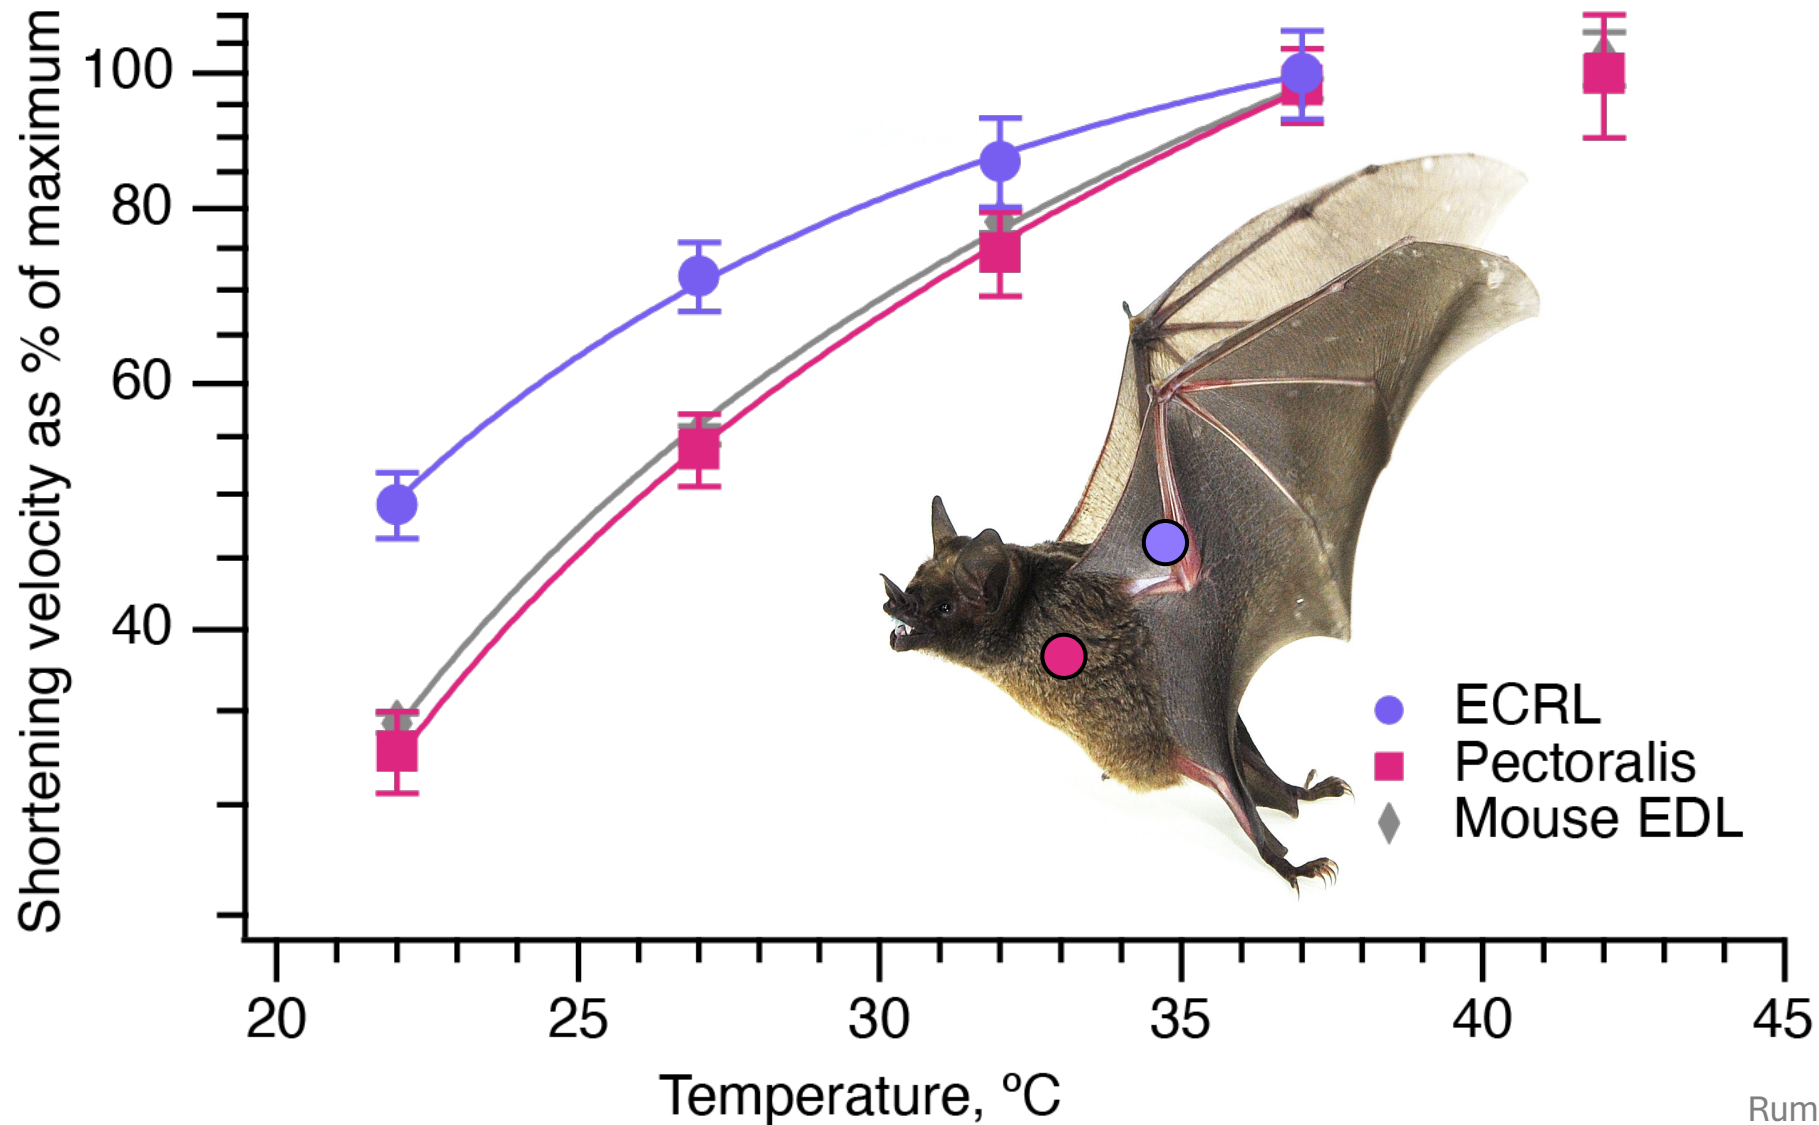 Shortening velocity as % of maximum
100
80
60
40
20
25
30
35
40
45
Temperature, ºC
ECRL
Pectoralis
Mouse EDL
Rum